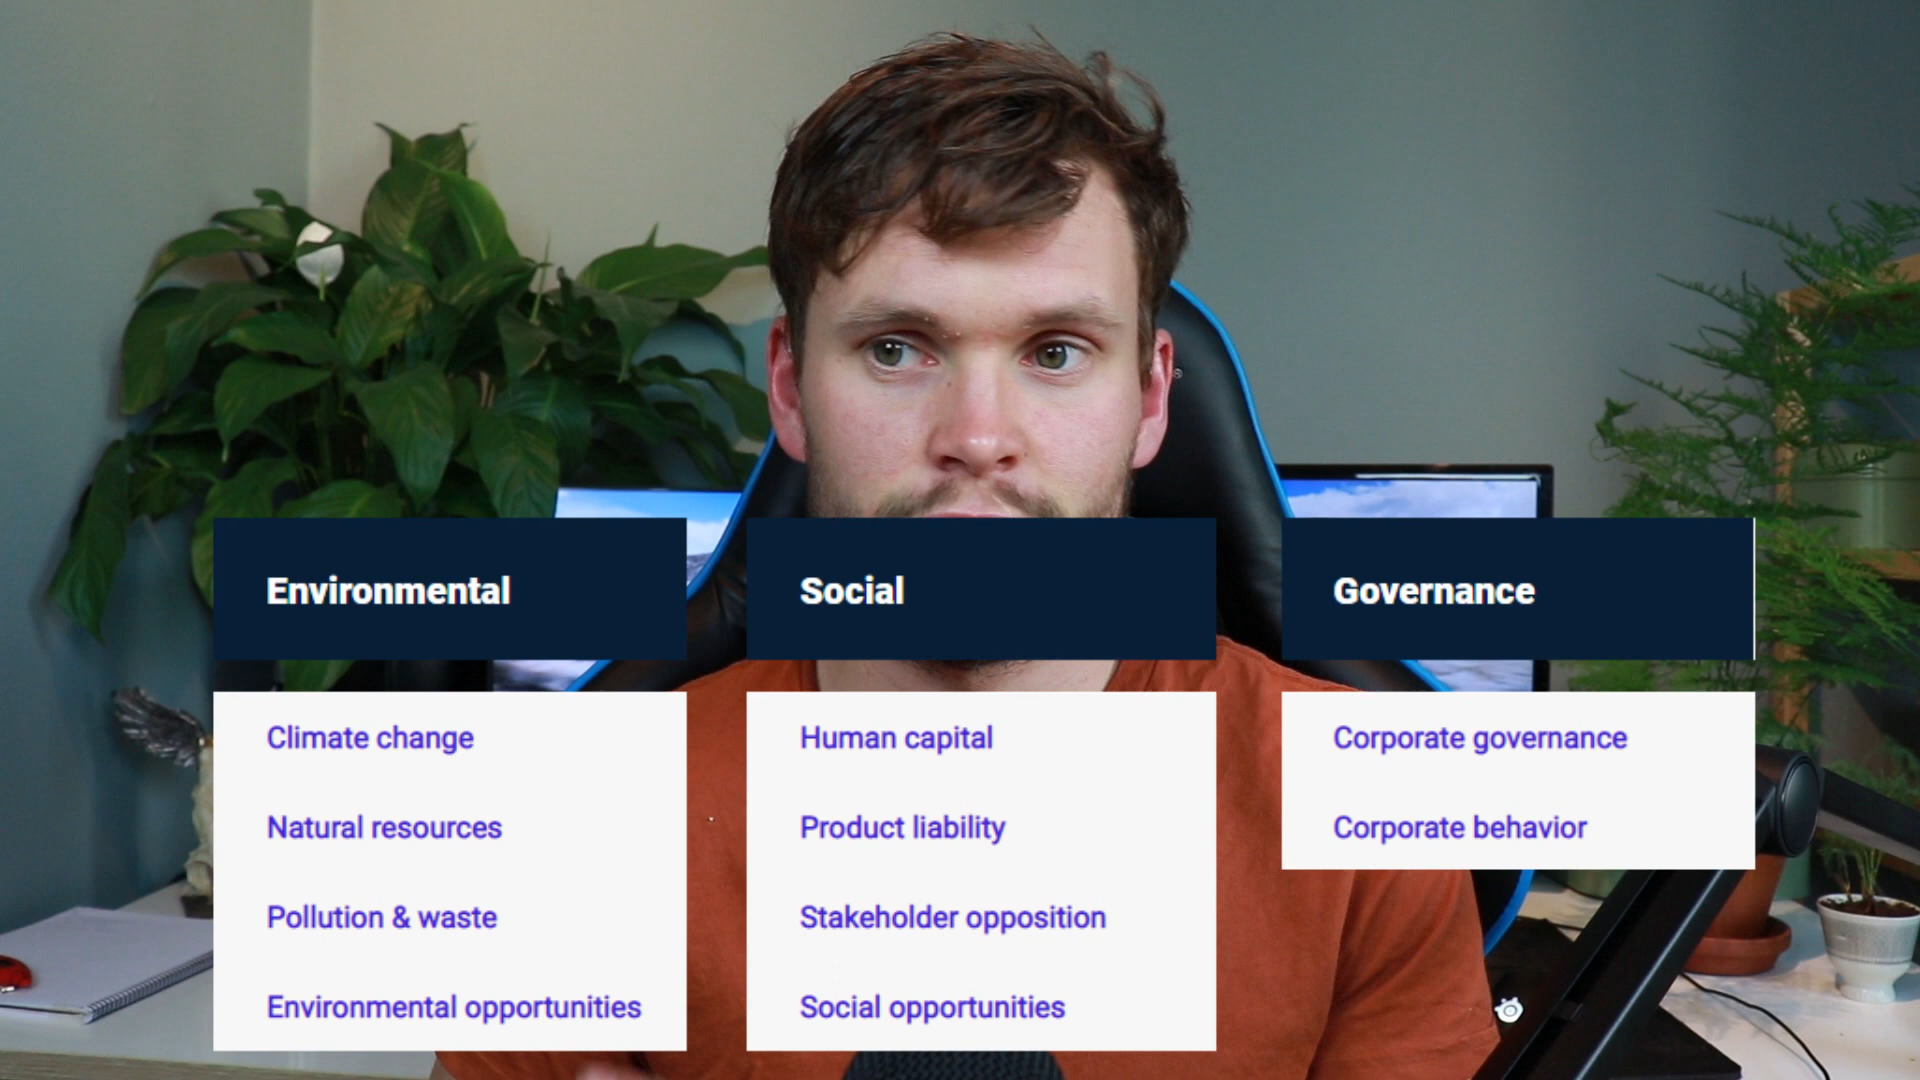 Environmental
Climate change
Natural resources
Pollution & waste
Environmental opportunities
Social
Human capital
Product liability
Stakeholder opposition
Social opportunities
Governance
Corporate governance
Corporate behavior